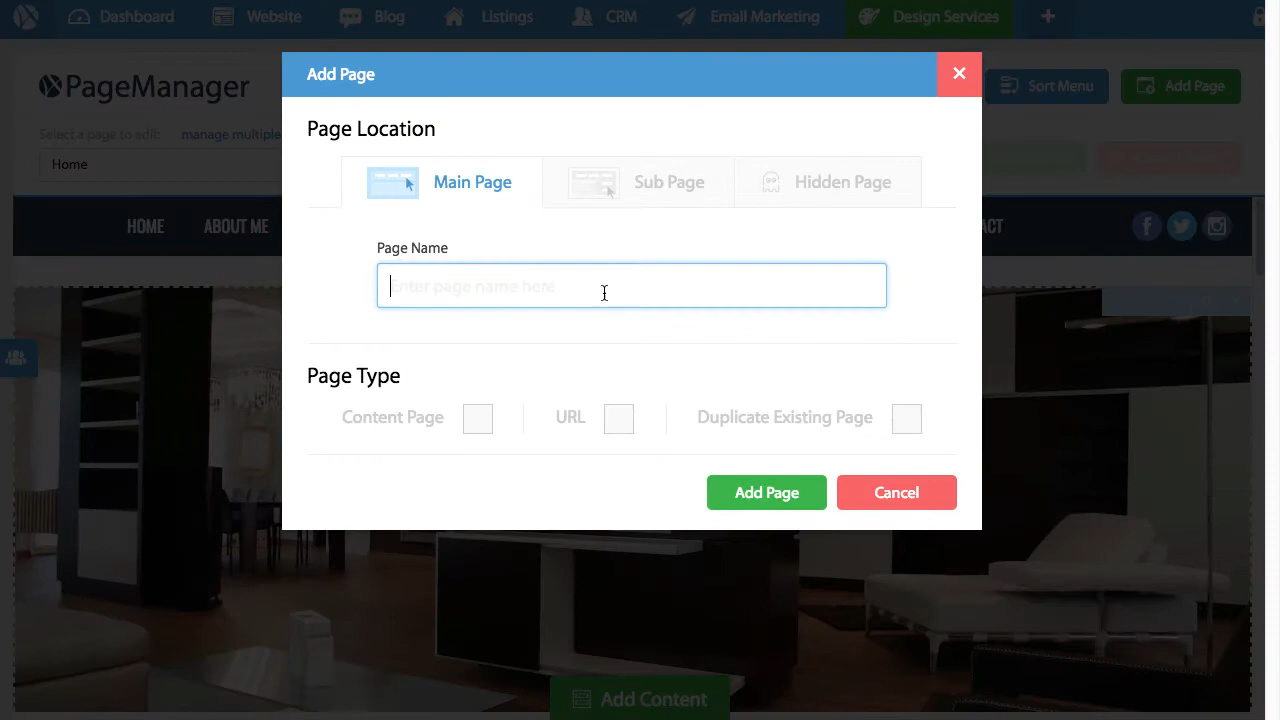 Dashboard Website Blog Listings CRM Email Marketing Design Services
PageManager
Sort Menu Add Page
Select a page to edit: manage multiple
Home
HOME ABOUT ME
ACT
Add Page
Page Location
Main Page Sub Page Hidden Page
Page Name
Enter page name here
Page Type
Content Page URL Duplicate Existing Page
Add Page Cancel
Add Content